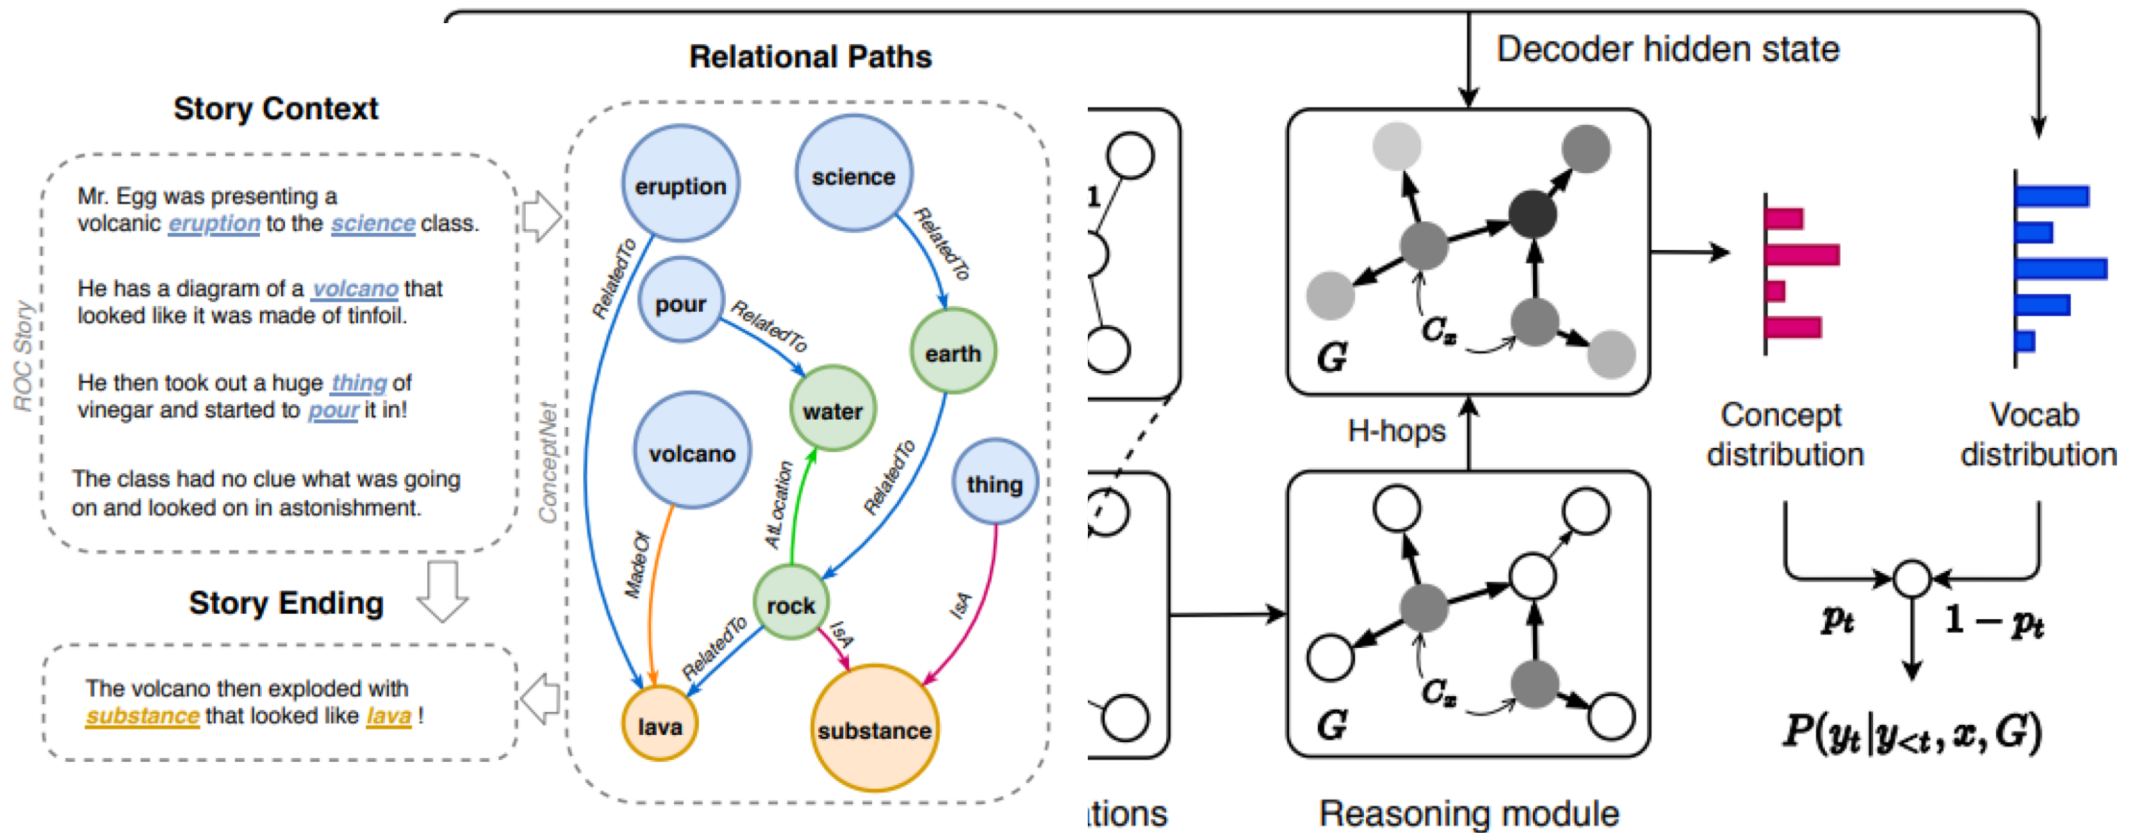 Relational Paths
Story Context
ROC Story
Mr. Egg was presenting a
volcanic eruption to the science class.
He has a diagram of a volcano that
looked like it was made of tinfoil.
He then took out a huge thing of
vinegar and started to pour it in!
The class had no clue what was going
on and looked on in astonishment.
Story Ending
The volcano then exploded with
substance that looked like lava !
ConceptNet
eruption
science
RelatedTo
RelatedTo
pour
RelatedTo
earth
water
volcano
RelatedTo
thing
AtLocation
MadeOf
rock
IsA
RelatedTo
IsA
lava
substance
Decoder hidden state
1
G
C_x
H-hops
G
C_x
tions
Reasoning module
Concept
distribution
Vocab
distribution
p_t
1 − p_t
P(y_t|y_{<t}, x, G)